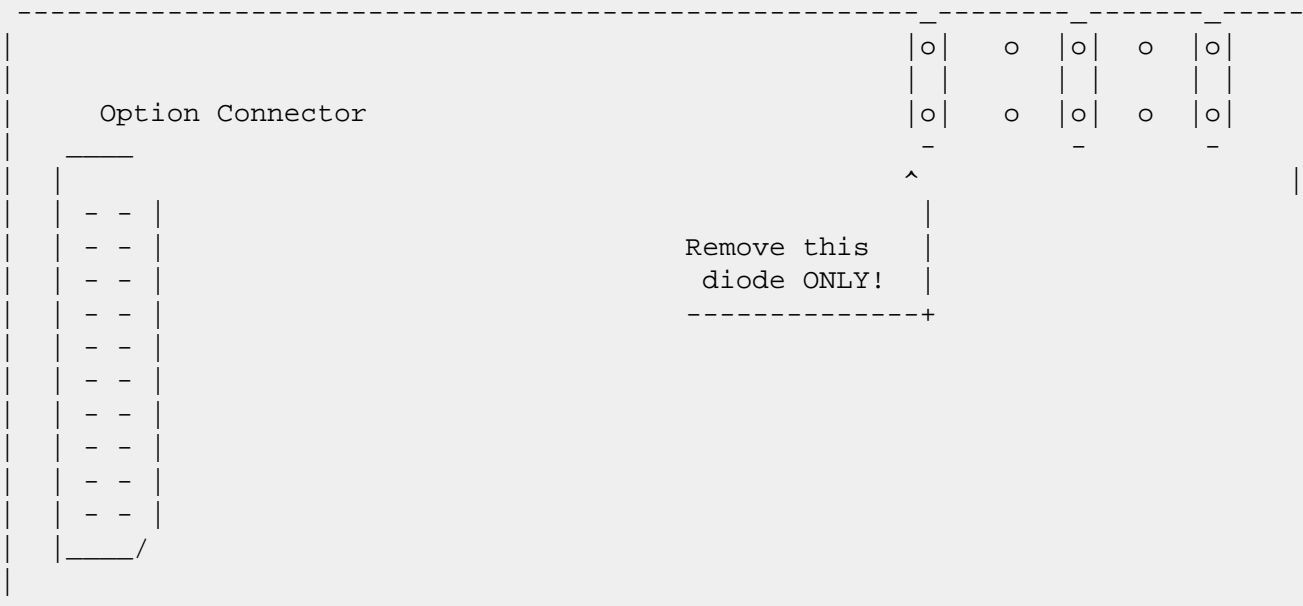 o o o o o
Option Connector o o o o o
^
- -
- - Remove this
- - diode ONLY!
- - --------------+
- -
- -
- -
- -
- -
- -